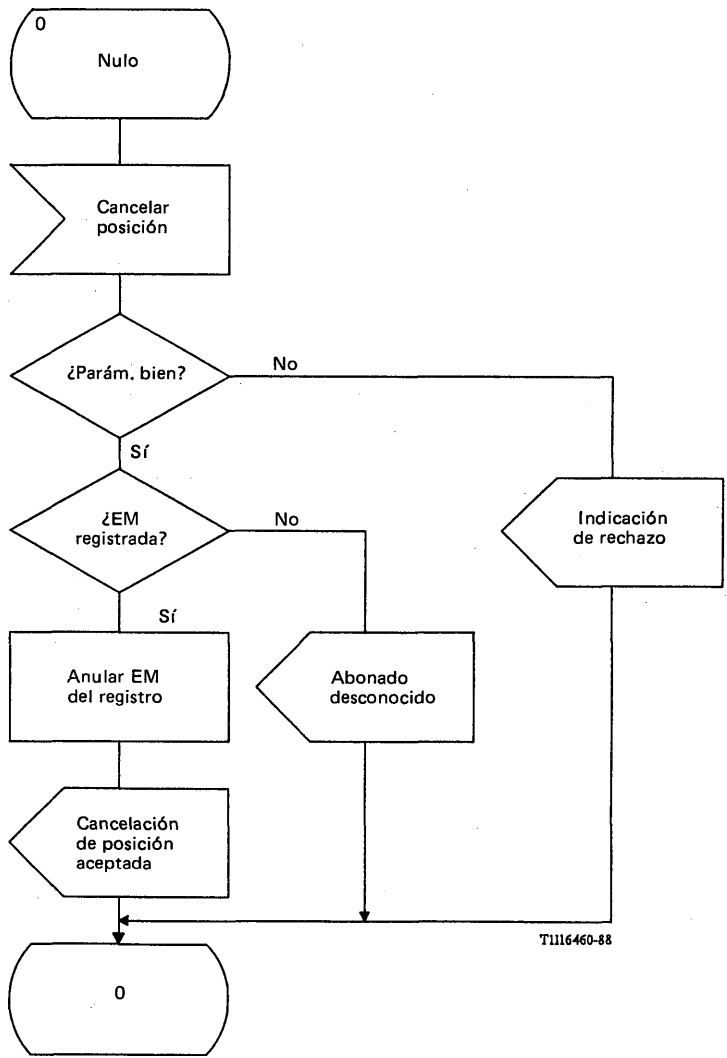 0
Nulo
Cancelar
posición
¿Parám. bien?
No
Sí
¿EM
registrada?
No
Indicación
de rechazo
Sí
Anular EM
del registro
Abonado
desconocido
Cancelación
de posición
aceptada
T1116460-88
0